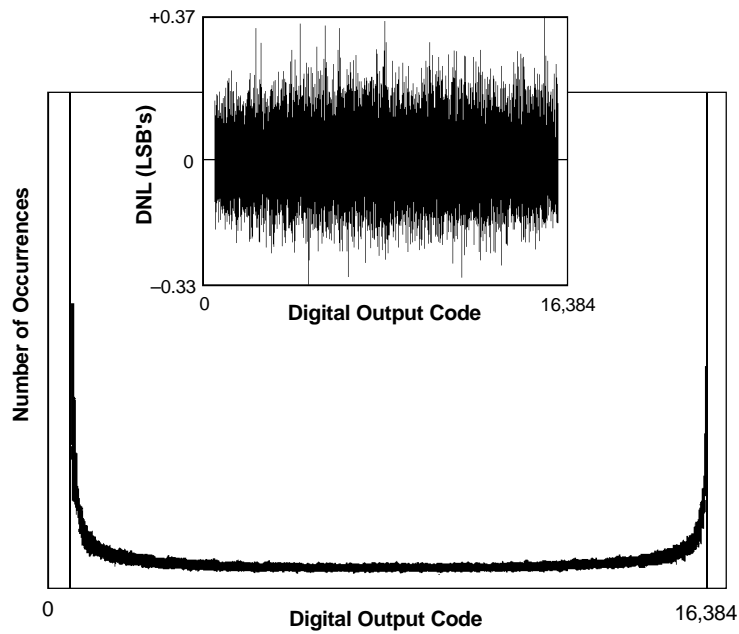 +0.37
DNL (LSB's)
0
–0.33
0
16,384
Digital Output Code
Number of Occurrences
0
16,384
Digital Output Code